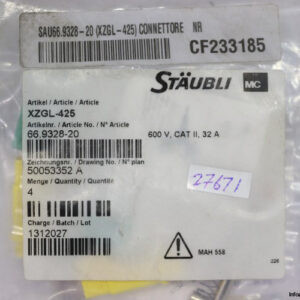 SAU66.9328-20 (XZGL-425) CONNETTORE NR
CF233185
STÄUBLI MC
Artikel / Article / Article
XZGL-425
Artikelnr. / Article No. / N° Article
66.9328-20
600 V, CAT II, 32 A
Zeichnungsnr. / Drawing No. / N° plan
50053352 A
Menge / Quantity / Quantité
4
27671
Charge / Batch / Lot
1312027
MAH 558